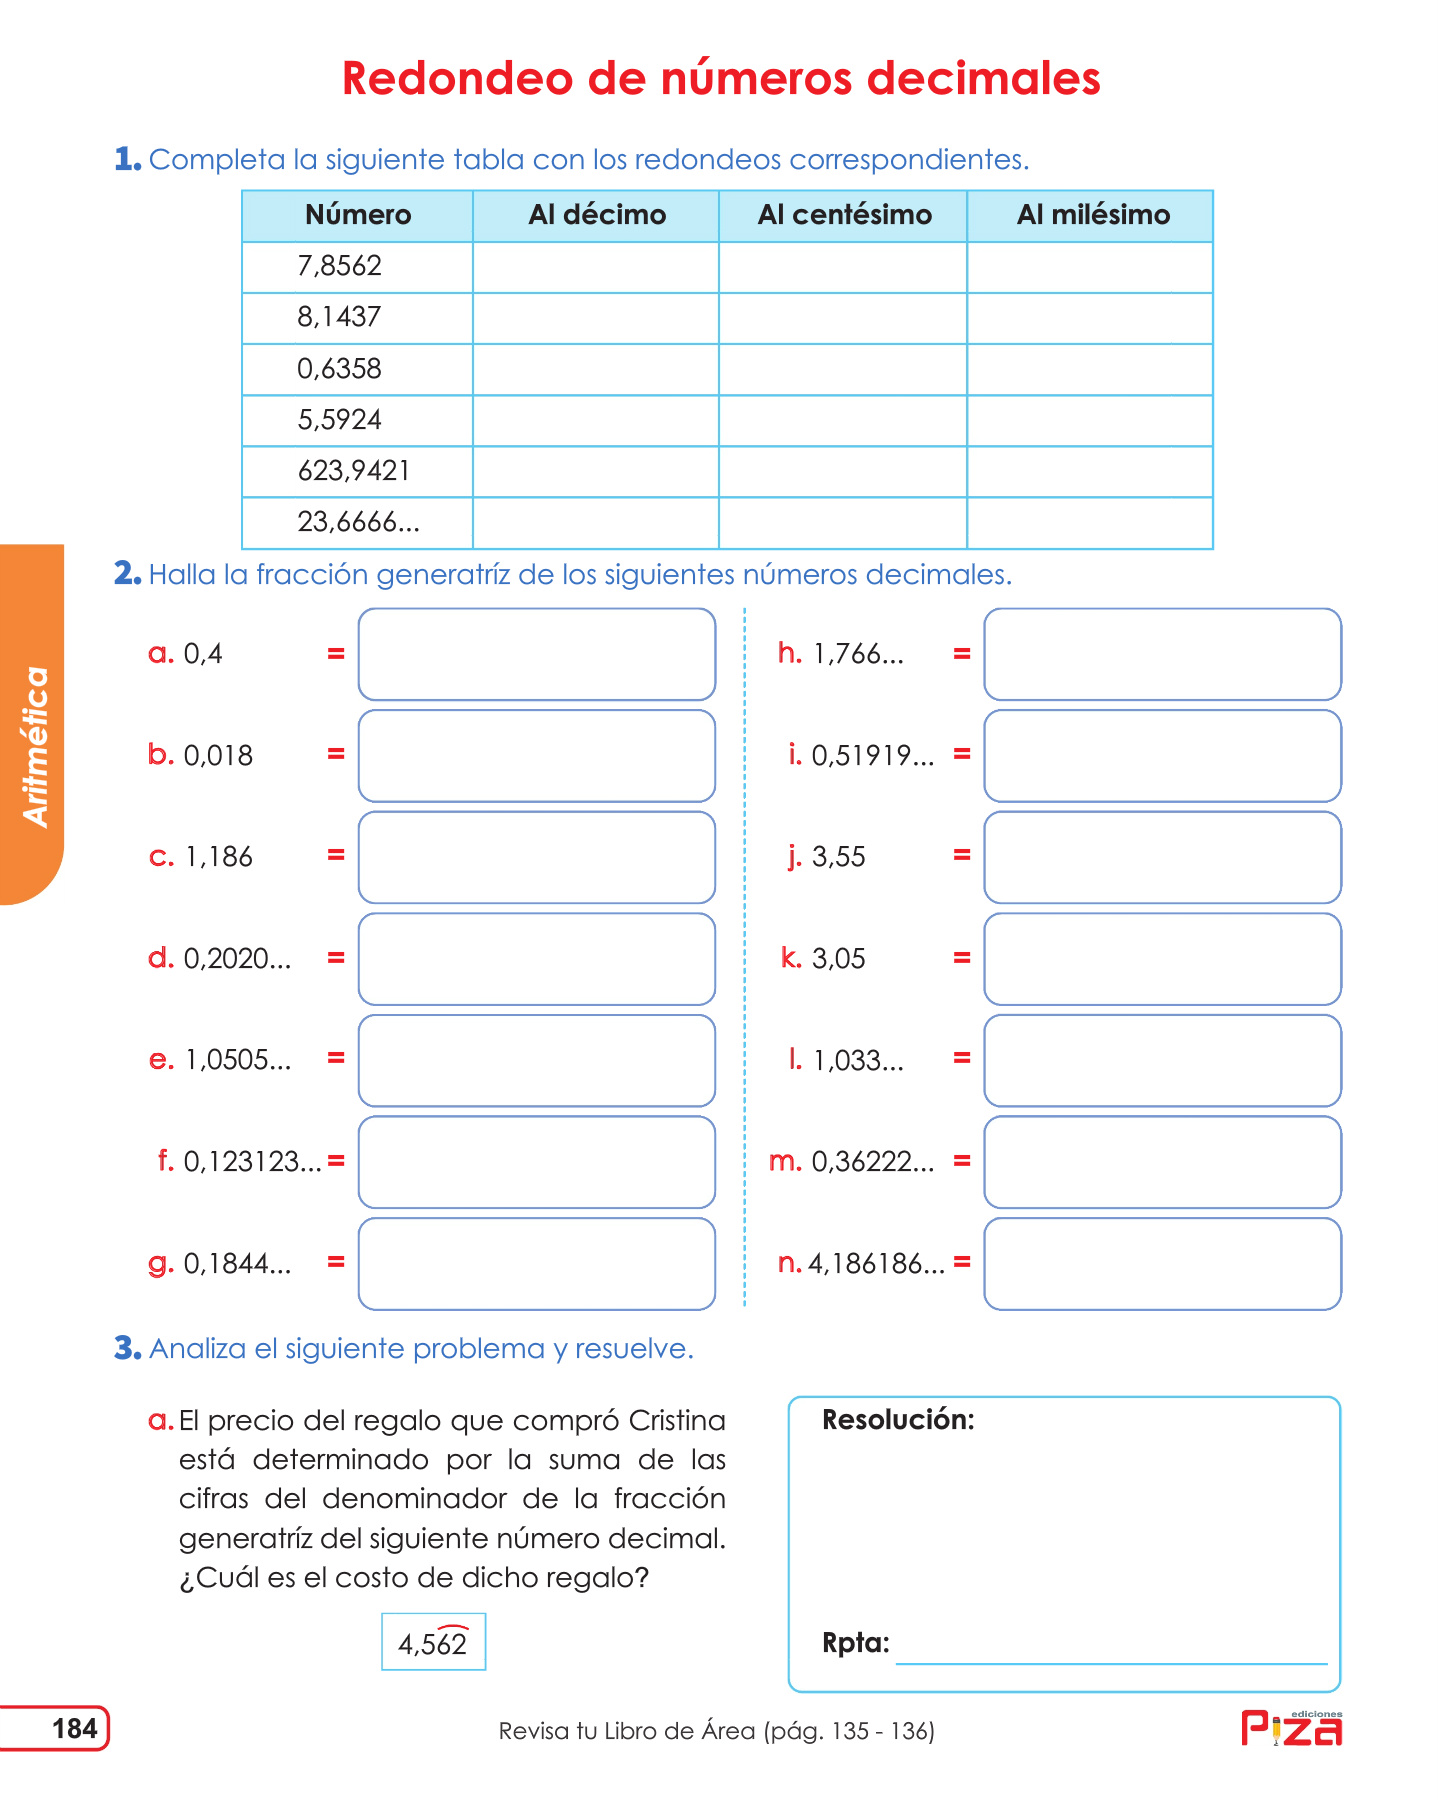 Redondeo de números decimales
1. Completa la siguiente tabla con los redondeos correspondientes.
Número Al décimo Al centésimo Al milésimo
7,8562
8,1437
0,6358
5,5924
623,9421
23,6666...
2. Halla la fracción generatríz de los siguientes números decimales.
a. 0,4 =
b. 0,018 =
c. 1,186 =
d. 0,2020... =
e. 1,0505... =
f. 0,123123... =
g. 0,1844... =
h. 1,766... =
i. 0,51919... =
j. 3,55 =
k. 3,05 =
l. 1,033... =
m. 0,36222... =
n. 4,186186... =
3. Analiza el siguiente problema y resuelve.
a. El precio del regalo que compró Cristina
está determinado por la suma de las
cifras del denominador de la fracción
generatríz del siguiente número decimal.
¿Cuál es el costo de dicho regalo?
4,562
Resolución:
Rpta:
Aritmética
184
Revisa tu Libro de Área (pág. 135 - 136)
ediciones
Piza